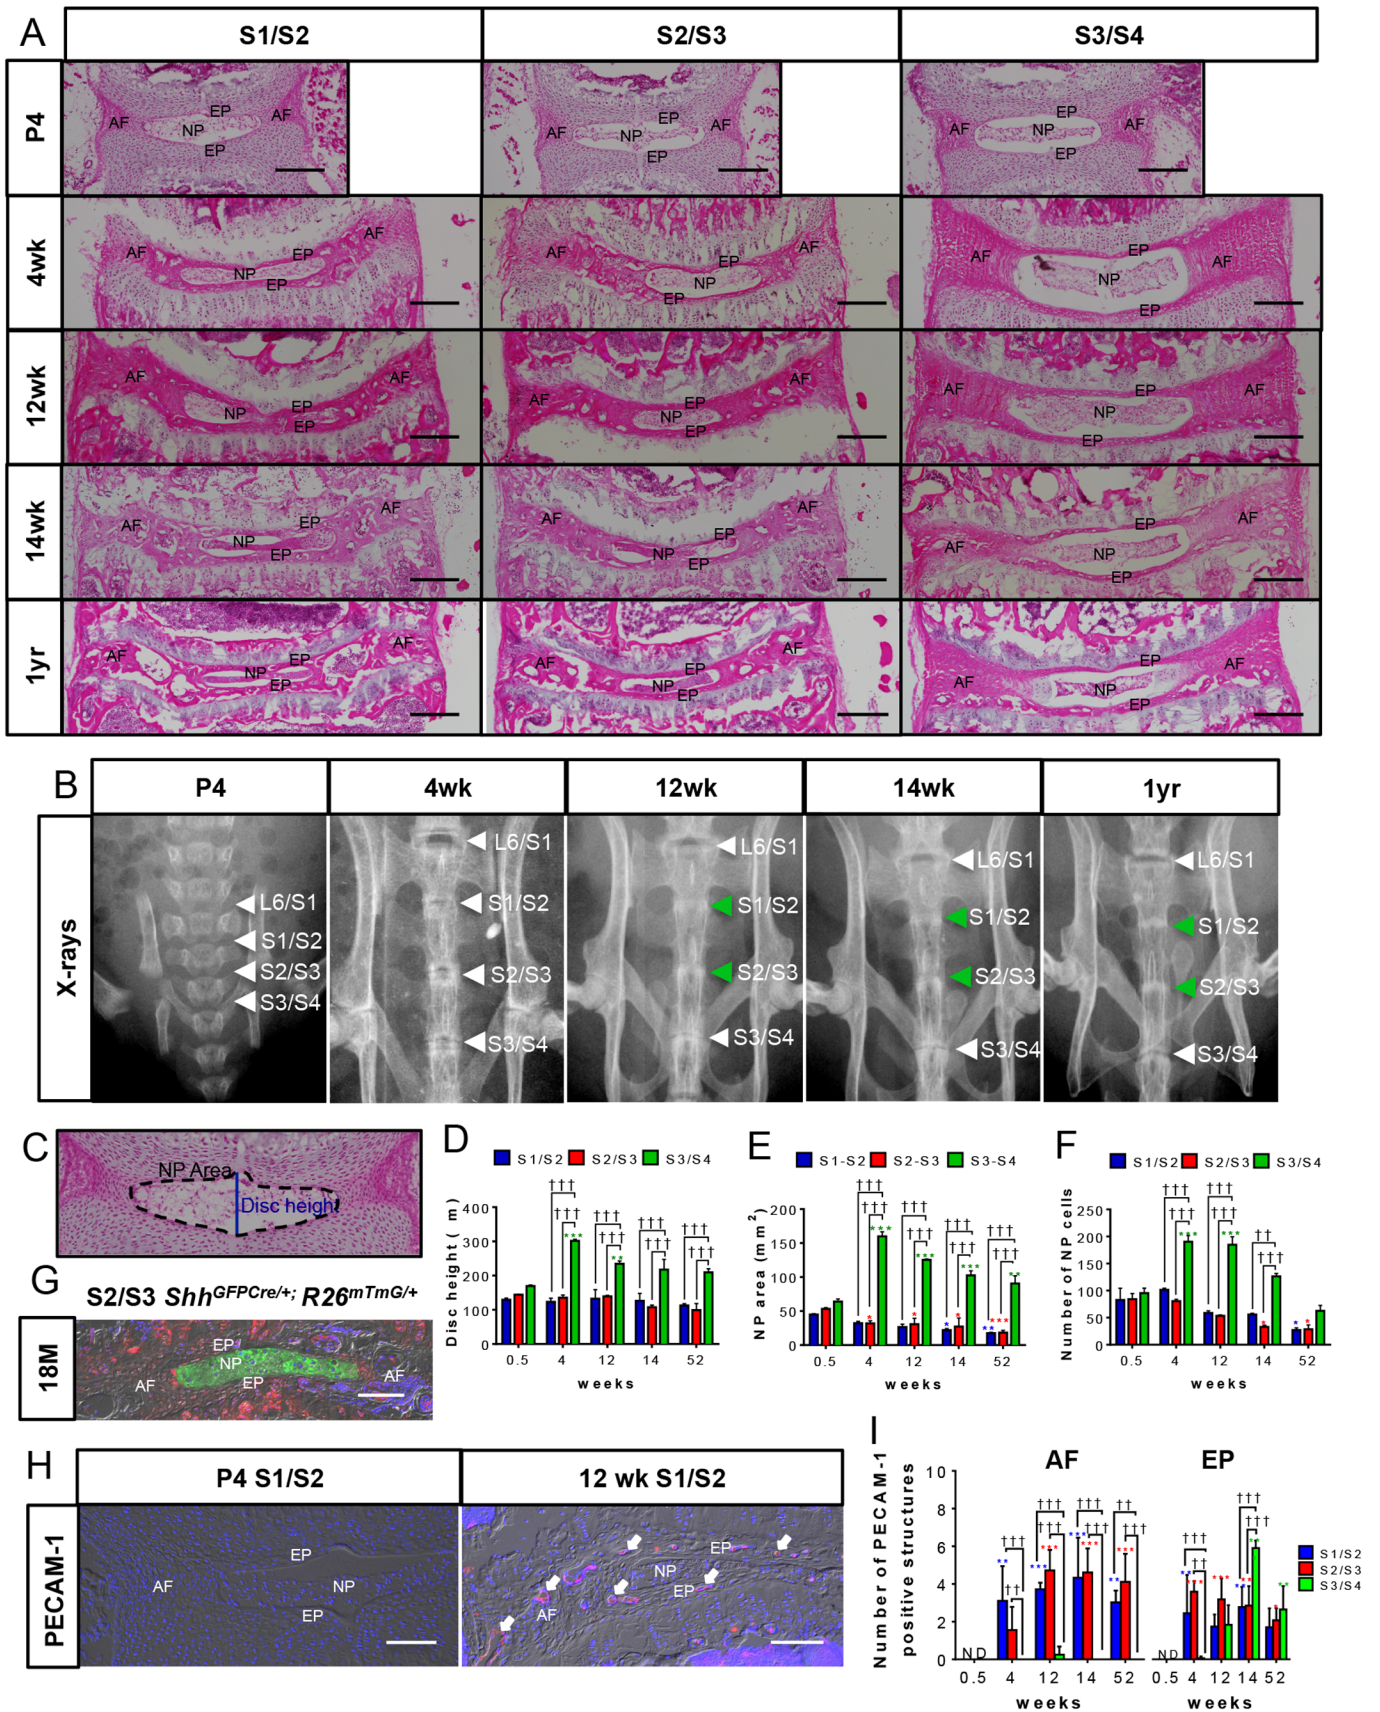 A
S1/S2 S2/S3 S3/S4
P4
AF EP AF NP EP
AF EP AF NP EP
AF EP AF NP EP
4wk
AF EP AF NP EP
AF EP AF NP EP
AF EP AF NP EP
12wk
AF EP AF NP EP
AF EP AF NP EP
AF EP AF NP EP
14wk
AF EP AF NP EP
AF EP AF NP EP
AF EP AF NP EP
1yr
AF EP AF NP EP
AF EP AF NP EP
AF EP AF NP EP
B
P4 4wk 12wk 14wk 1yr
X-rays
L6/S1
S1/S2
S2/S3
S3/S4
L6/S1
S1/S2
S2/S3
S3/S4
L6/S1
S1/S2
S2/S3
S3/S4
L6/S1
S1/S2
S2/S3
S3/S4
L6/S1
S1/S2
S2/S3
S3/S4
C
NP Area
Disc height
D
S1/S2 S2/S3 S3/S4
Disc height ( m)
400
300
200
100
0
††† ††† *** ††† ††† ** ††† ††† ††† †††
0.5 4 12 14 52
weeks
E
S1-S2 S2-S3 S3-S4
NP area (mm²)
200
150
100
50
0
††† ††† *** * ††† ††† *** * ††† ††† *** * * ††† ††† ** ** ***
0.5 4 12 14 52
weeks
F
S1/S2 S2/S3 S3/S4
Number of NP cells
250
200
150
100
50
0
††† ††† *** ††† ††† *** †† ††† * * *
0.5 4 12 14 52
weeks
G
S2/S3 Shh^GFPCre/+; R26^mTmG/+
18M
EP
NP
AF EP AF
H
P4 S1/S2 12 wk S1/S2
PECAM-1
EP
AF NP
EP
EP
NP
EP
AF
I
AF EP
Number of PECAM-1
positive structures
10
8
6
4
2
0
††† ** †† ††† ††† *** *** ††† ††† *** *** †† ††† ** ***
ND
0.5 4 12 14 52
weeks
††† †† *** *** *** ††† ††† ** ** ** * **
ND
0.5 4 12 14 52
weeks
S1/S2
S2/S3
S3/S4